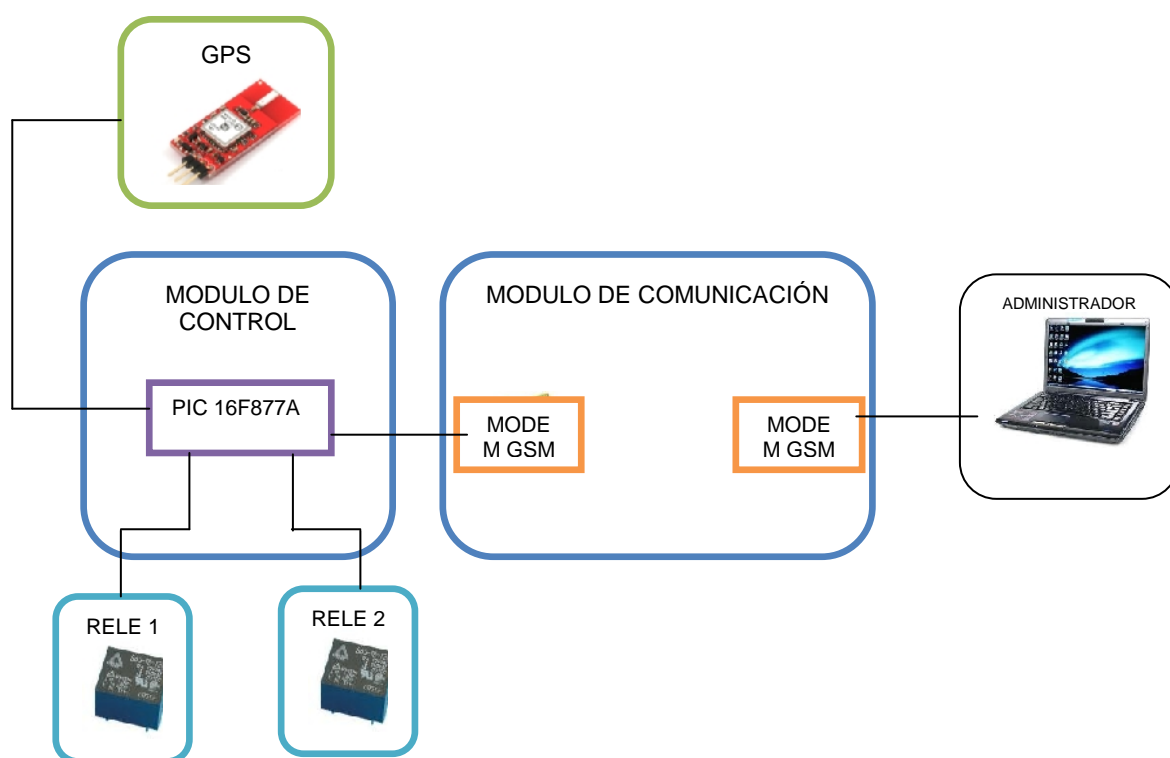 GPS
MODULO DE
CONTROL
MODULO DE COMUNICACIÓN
ADMINISTRADOR
PIC 16F877A
MODE
M GSM
MODE
M GSM
RELE 1
RELE 2